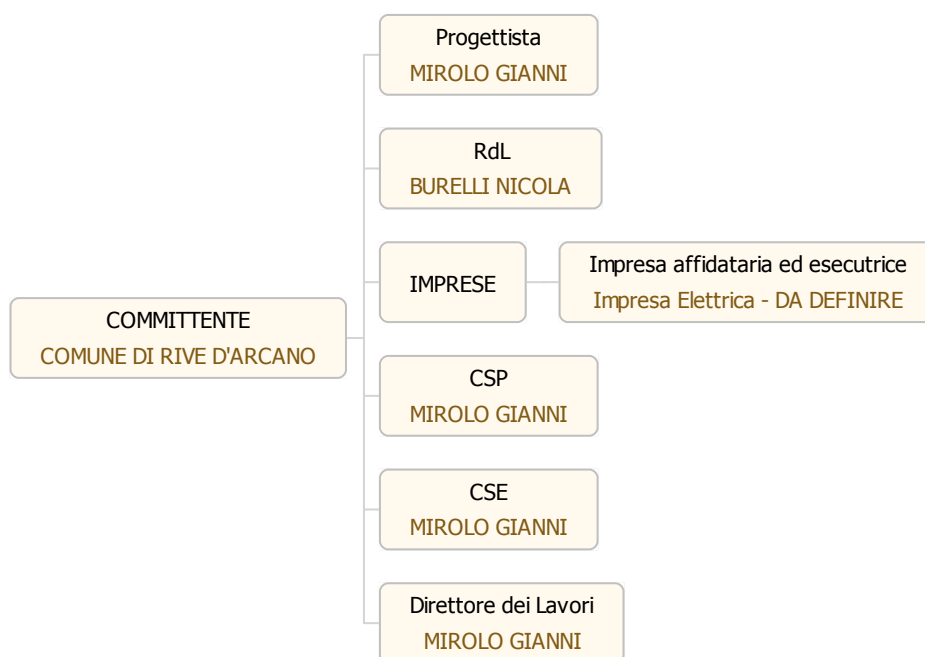 Progettista
MIROLO GIANNI
RdL
BURELLI NICOLA
IMPRESE
Impresa affidataria ed esecutrice
Impresa Elettrica - DA DEFINIRE
COMMITTENTE
COMUNE DI RIVE D'ARCANO
CSP
MIROLO GIANNI
CSE
MIROLO GIANNI
Direttore dei Lavori
MIROLO GIANNI